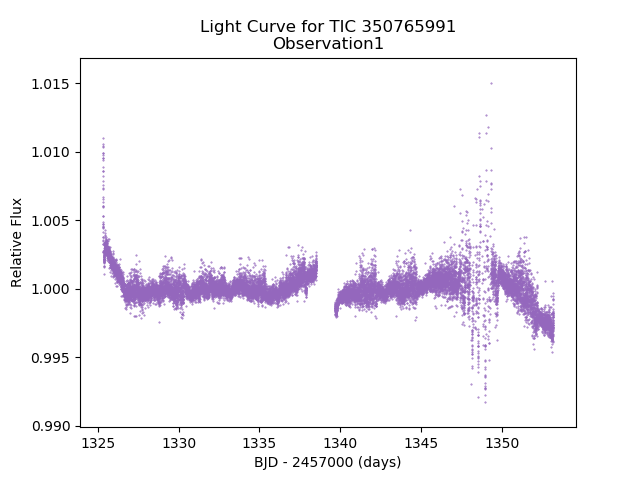 Light Curve for TIC 350765991
Observation1
Relative Flux
1.015
1.010
1.005
1.000
0.995
0.990
1325 1330 1335 1340 1345 1350
BJD - 2457000 (days)